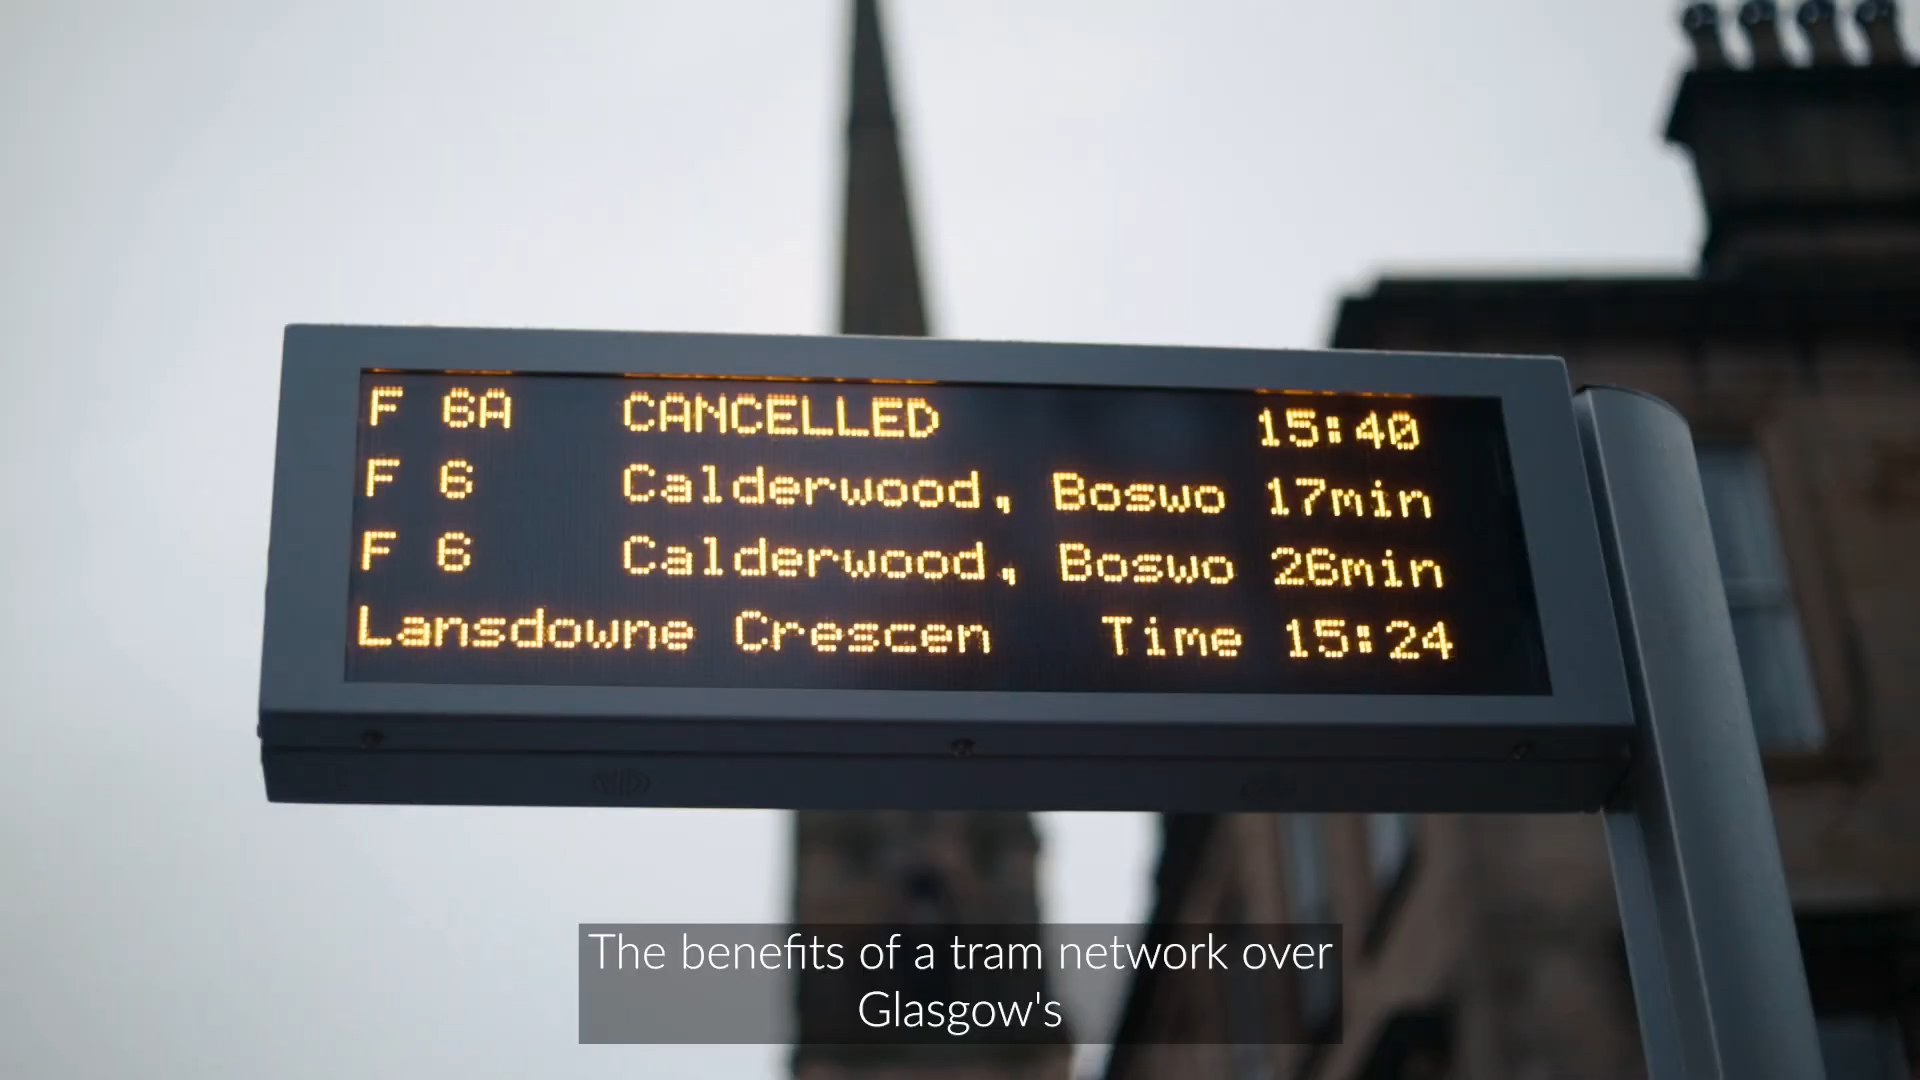 F 6A CANCELLED 15:40
F 6 Calderwood, Boswo 17min
F 6 Calderwood, Boswo 26min
Lansdowne Crescen Time 15:24
The benefits of a tram network over
Glasgow's